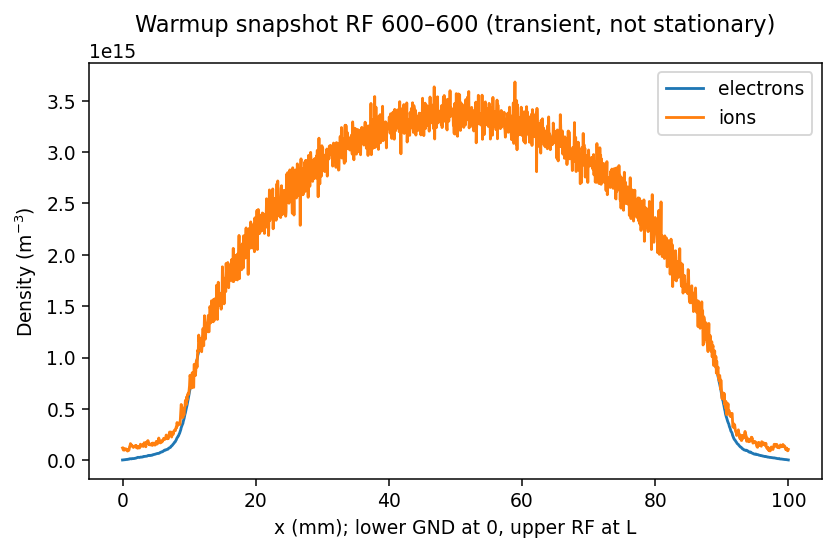 Warmup snapshot RF 600–600 (transient, not stationary)
1e15
electrons
ions
3.5
3.0
2.5
2.0
1.5
1.0
0.5
0.0
Density (m⁻³)
0
20
40
60
80
100
x (mm); lower GND at 0, upper RF at L